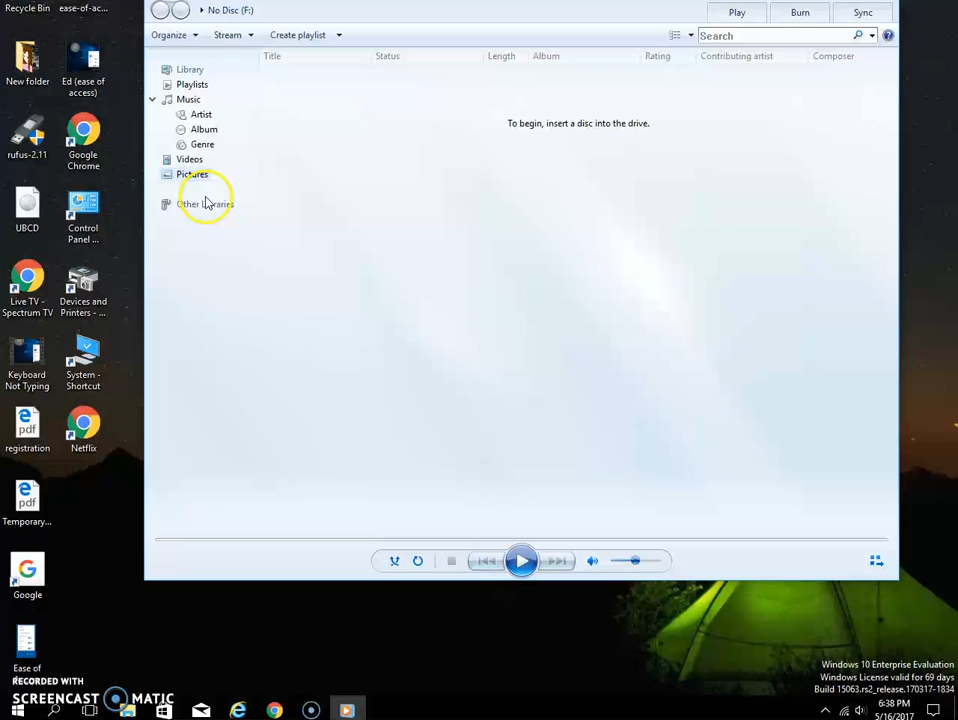 Recycle Bin
ease-of-ac...
New folder
Ed (ease of
access)
rufus-2.11
Google
Chrome
UBCD
Control
Panel ...
Live TV -
Spectrum TV
Devices and
Printers - ...
Keyboard
Not Typing
System -
Shortcut
registration
Netflix
Temporary...
Google
Ease of
No Disc (F:)
Play
Burn
Sync
Organize
Stream
Create playlist
Search
Title
Status
Length
Album
Rating
Contributing artist
Composer
Library
Playlists
Music
Artist
Album
Genre
Videos
Pictures
Other Libraries
To begin, insert a disc into the drive.
Windows 10 Enterprise Evaluation
Windows License valid for 69 days
Build 15063.rs2_release.170317-1834
RECORDED WITH
SCREENCAST MATIC
6:38 PM
5/16/2017